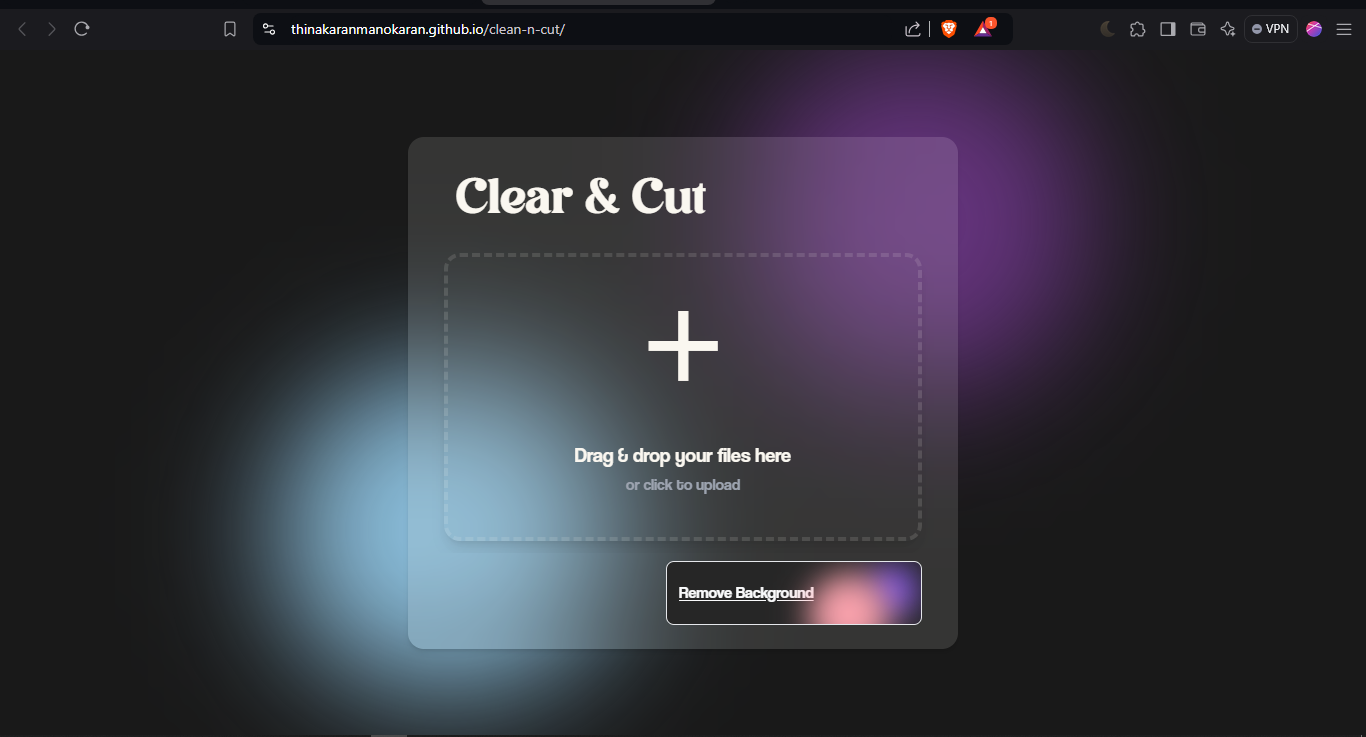 thinakaranmanokaran.github.io/clean-n-cut/
1
VPN
Clear & Cut
Drag & drop your files here
or click to upload
Remove Background